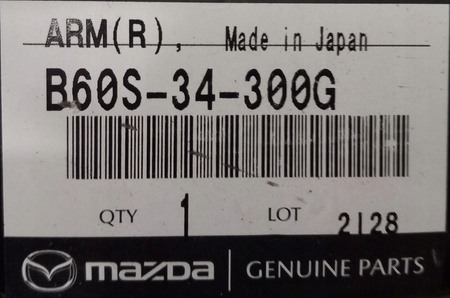 ARM(R), Made in Japan
B60S-34-300G
QTY 1 LOT 2128
mazda GENUINE PARTS